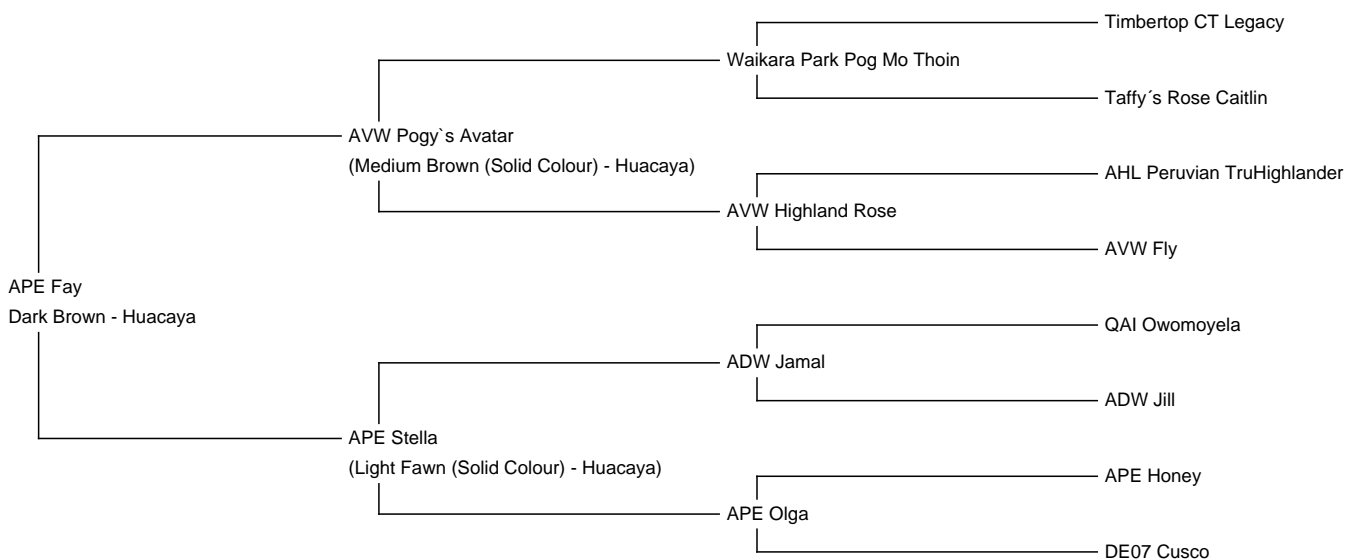 Timbertop CT Legacy
Waikara Park Pog Mo Thoin
Taffy´s Rose Caitlin
AVW Pogy`s Avatar
(Medium Brown (Solid Colour) - Huacaya)
AHL Peruvian TruHighlander
AVW Highland Rose
AVW Fly
APE Fay
Dark Brown - Huacaya
QAI Owomoyela
ADW Jamal
ADW Jill
APE Stella
(Light Fawn (Solid Colour) - Huacaya)
APE Honey
APE Olga
DE07 Cusco